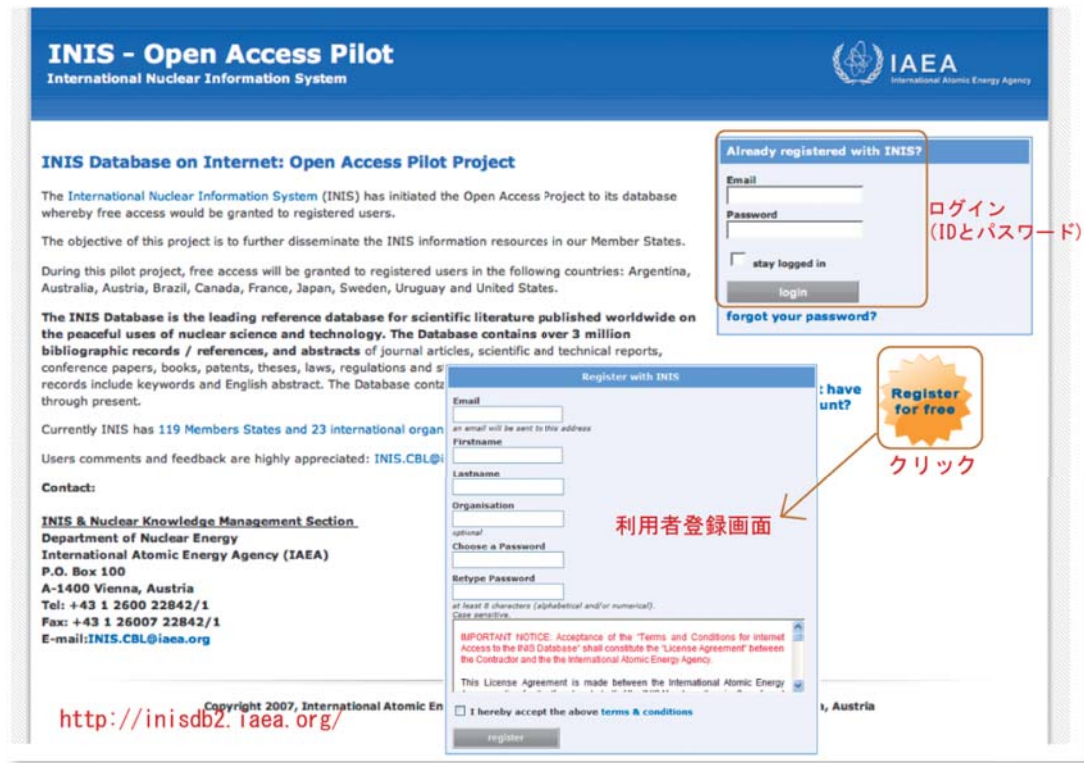 INIS - Open Access Pilot
International Nuclear Information System
IAEA
International Atomic Energy Agency
INIS Database on Internet: Open Access Pilot Project
The International Nuclear Information System (INIS) has initiated the Open Access Project to its database
whereby free access would be granted to registered users.
The objective of this project is to further disseminate the INIS information resources in our Member States.
During this pilot project, free access will be granted to registered users in the following countries: Argentina,
Australia, Austria, Brazil, Canada, France, Japan, Sweden, Uruguay and United States.
The INIS Database is the leading reference database for scientific literature published worldwide on
the peaceful uses of nuclear science and technology. The Database contains over 3 million
bibliographic records / references, and abstracts of journal articles, scientific and technical reports,
conference papers, books, patents, theses, laws, regulations and
records include keywords and English abstract. The Database
through present.
Currently INIS has 119 Members States and 23 international
Users comments and feedback are highly appreciated: INIS.CBL@
Contact:
INIS & Nuclear Knowledge Management Section
Department of Nuclear Energy
International Atomic Energy Agency (IAEA)
P.O. Box 100
A-1400 Vienna, Austria
Tel: +43 1 2600 22842/1
Fax: +43 1 26007 22842/1
E-mail:INIS.CBL@iaea.org
Already registered with INIS?
Email
Password
stay logged in
login
forgot your password?
ログイン
(IDとパスワード)
have
Register
for free
クリック
Register with INIS
Email
an email will be sent to this address
Firstname
Lastname
Organisation
optional
Choose a Password
Retype Password
at least 8 characters (alphabetical and/or numerical).
Case sensitive.
利用者登録画面
IMPORTANT NOTICE: Acceptance of the "Terms and Conditions for internet
Access to the INIS Database" shall constitute the "License Agreement" between
the Contractor and the the International Atomic Energy Agency.
This License Agreement is made between the International Atomic Energy
I hereby accept the above terms & conditions
register
Copyright 2007, International Atomic
Austria
http://inisdb2.iaea.org/